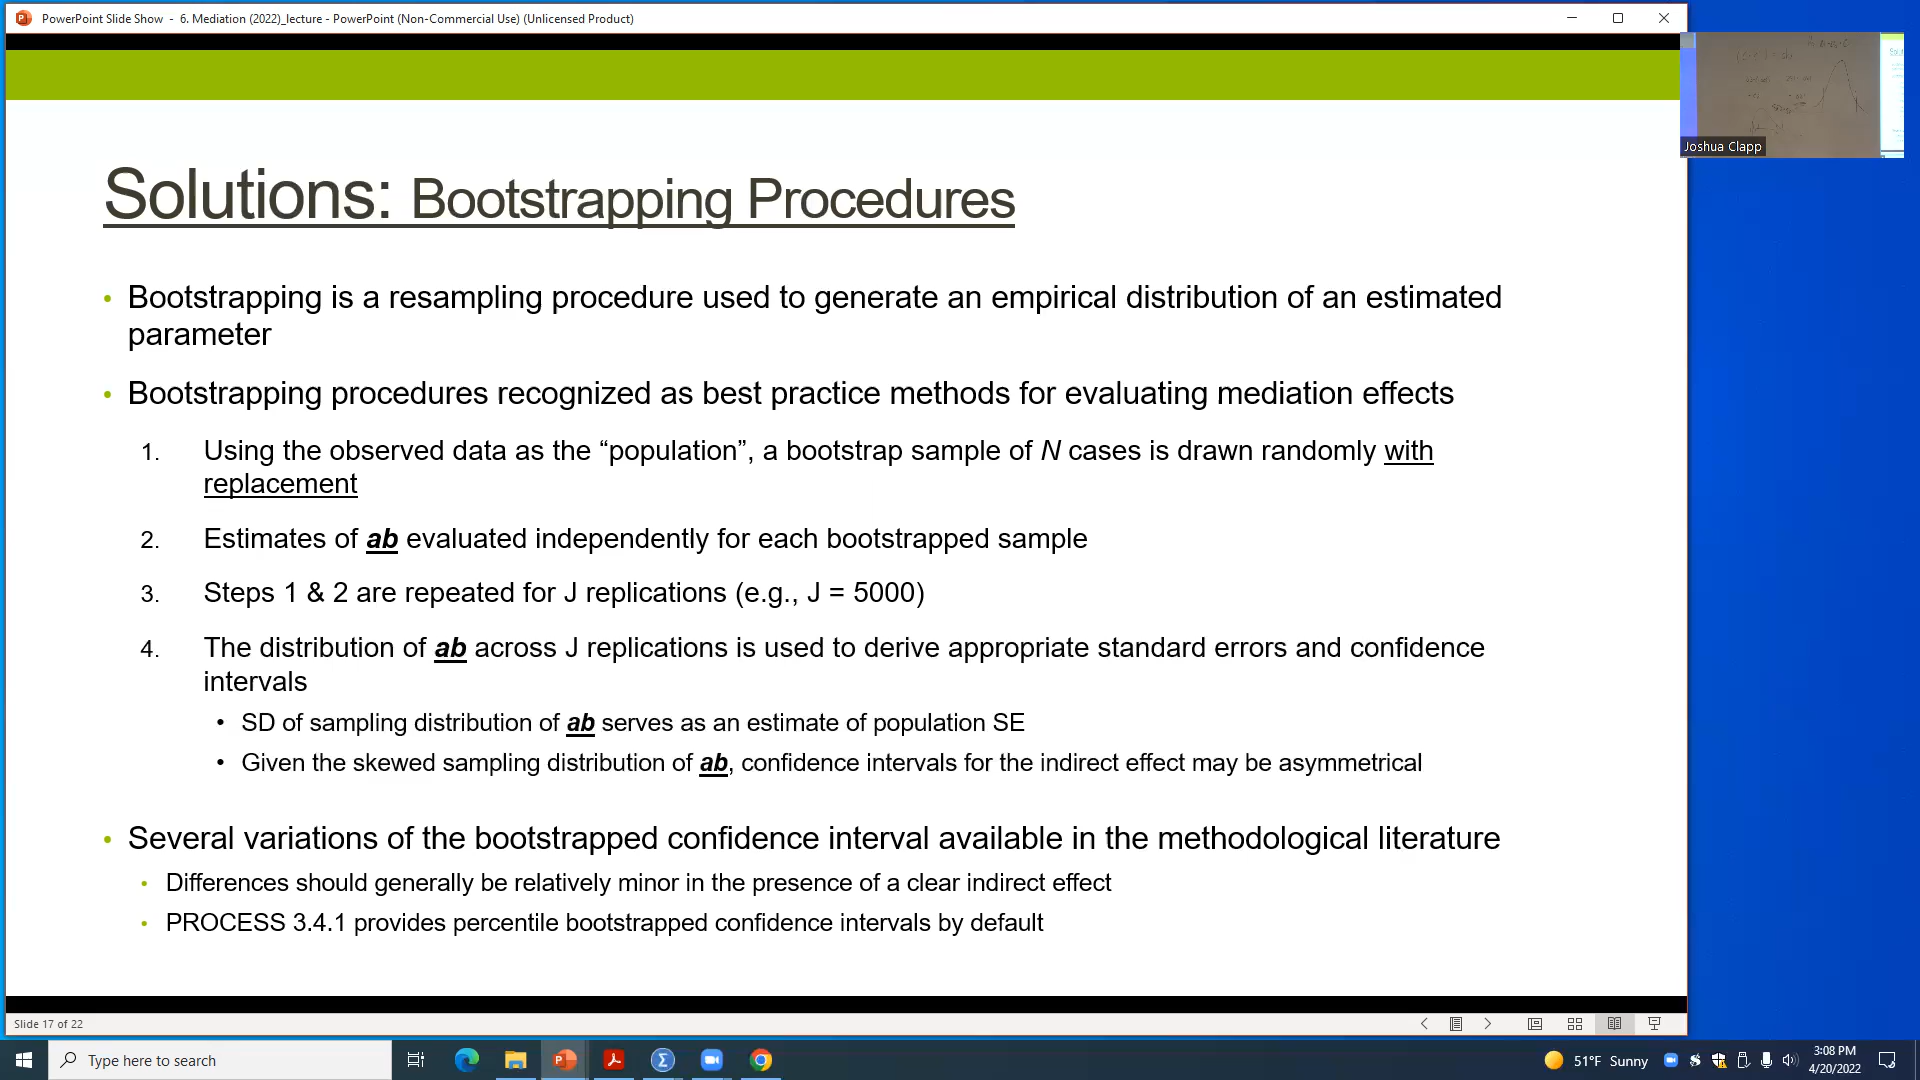 PowerPoint Slide Show - 6. Mediation (2022)_lecture - PowerPoint (Non-Commercial Use) (Unlicensed Product)
Joshua Clapp
Solutions: Bootstrapping Procedures
• Bootstrapping is a resampling procedure used to generate an empirical distribution of an estimated
parameter
• Bootstrapping procedures recognized as best practice methods for evaluating mediation effects
1. Using the observed data as the “population”, a bootstrap sample of N cases is drawn randomly with
replacement
2. Estimates of ab evaluated independently for each bootstrapped sample
3. Steps 1 & 2 are repeated for J replications (e.g., J = 5000)
4. The distribution of ab across J replications is used to derive appropriate standard errors and confidence
intervals
• SD of sampling distribution of ab serves as an estimate of population SE
• Given the skewed sampling distribution of ab, confidence intervals for the indirect effect may be asymmetrical
• Several variations of the bootstrapped confidence interval available in the methodological literature
• Differences should generally be relatively minor in the presence of a clear indirect effect
• PROCESS 3.4.1 provides percentile bootstrapped confidence intervals by default
Slide 17 of 22
Type here to search
51°F Sunny
3:08 PM
4/20/2022